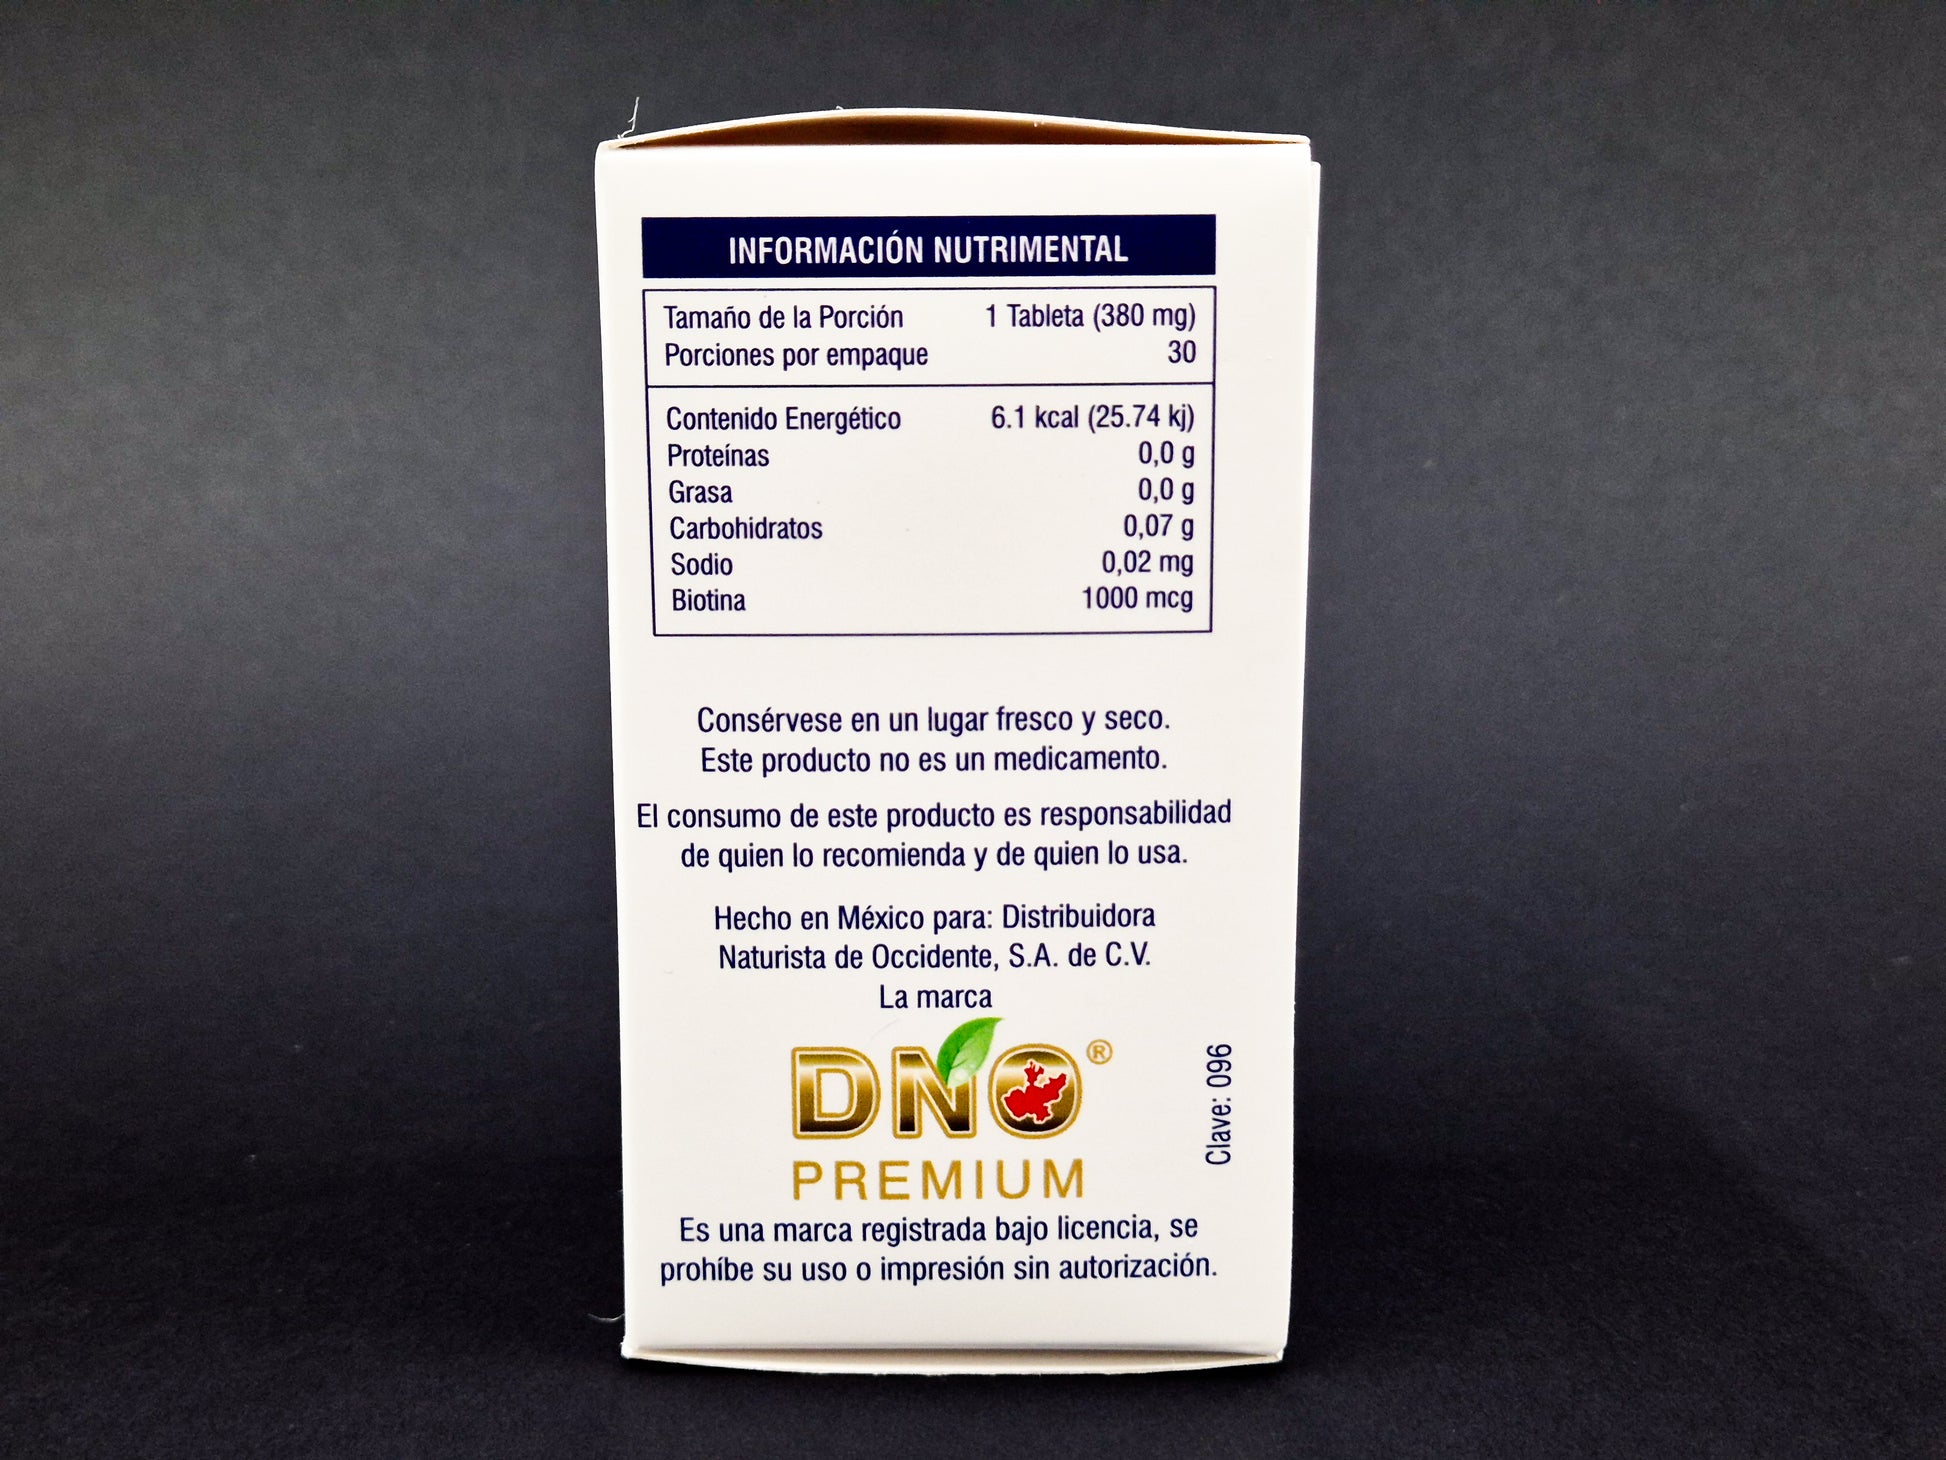 INFORMACIÓN NUTRIMENTAL
Tamaño de la Porción 1 Tableta (380 mg)
Porciones por empaque 30
Contenido Energético 6.1 kcal (25.74 kj)
Proteínas 0,0 g
Grasa 0,0 g
Carbohidratos 0,07 g
Sodio 0,02 mg
Biotina 1000 mcg
Consérvese en un lugar fresco y seco.
Este producto no es un medicamento.
El consumo de este producto es responsabilidad
de quien lo recomienda y de quien lo usa.
Hecho en México para: Distribuidora
Naturista de Occidente, S.A. de C.V.
La marca
DNO®
PREMIUM
Es una marca registrada bajo licencia, se
prohíbe su uso o impresión sin autorización.
Clave: 096